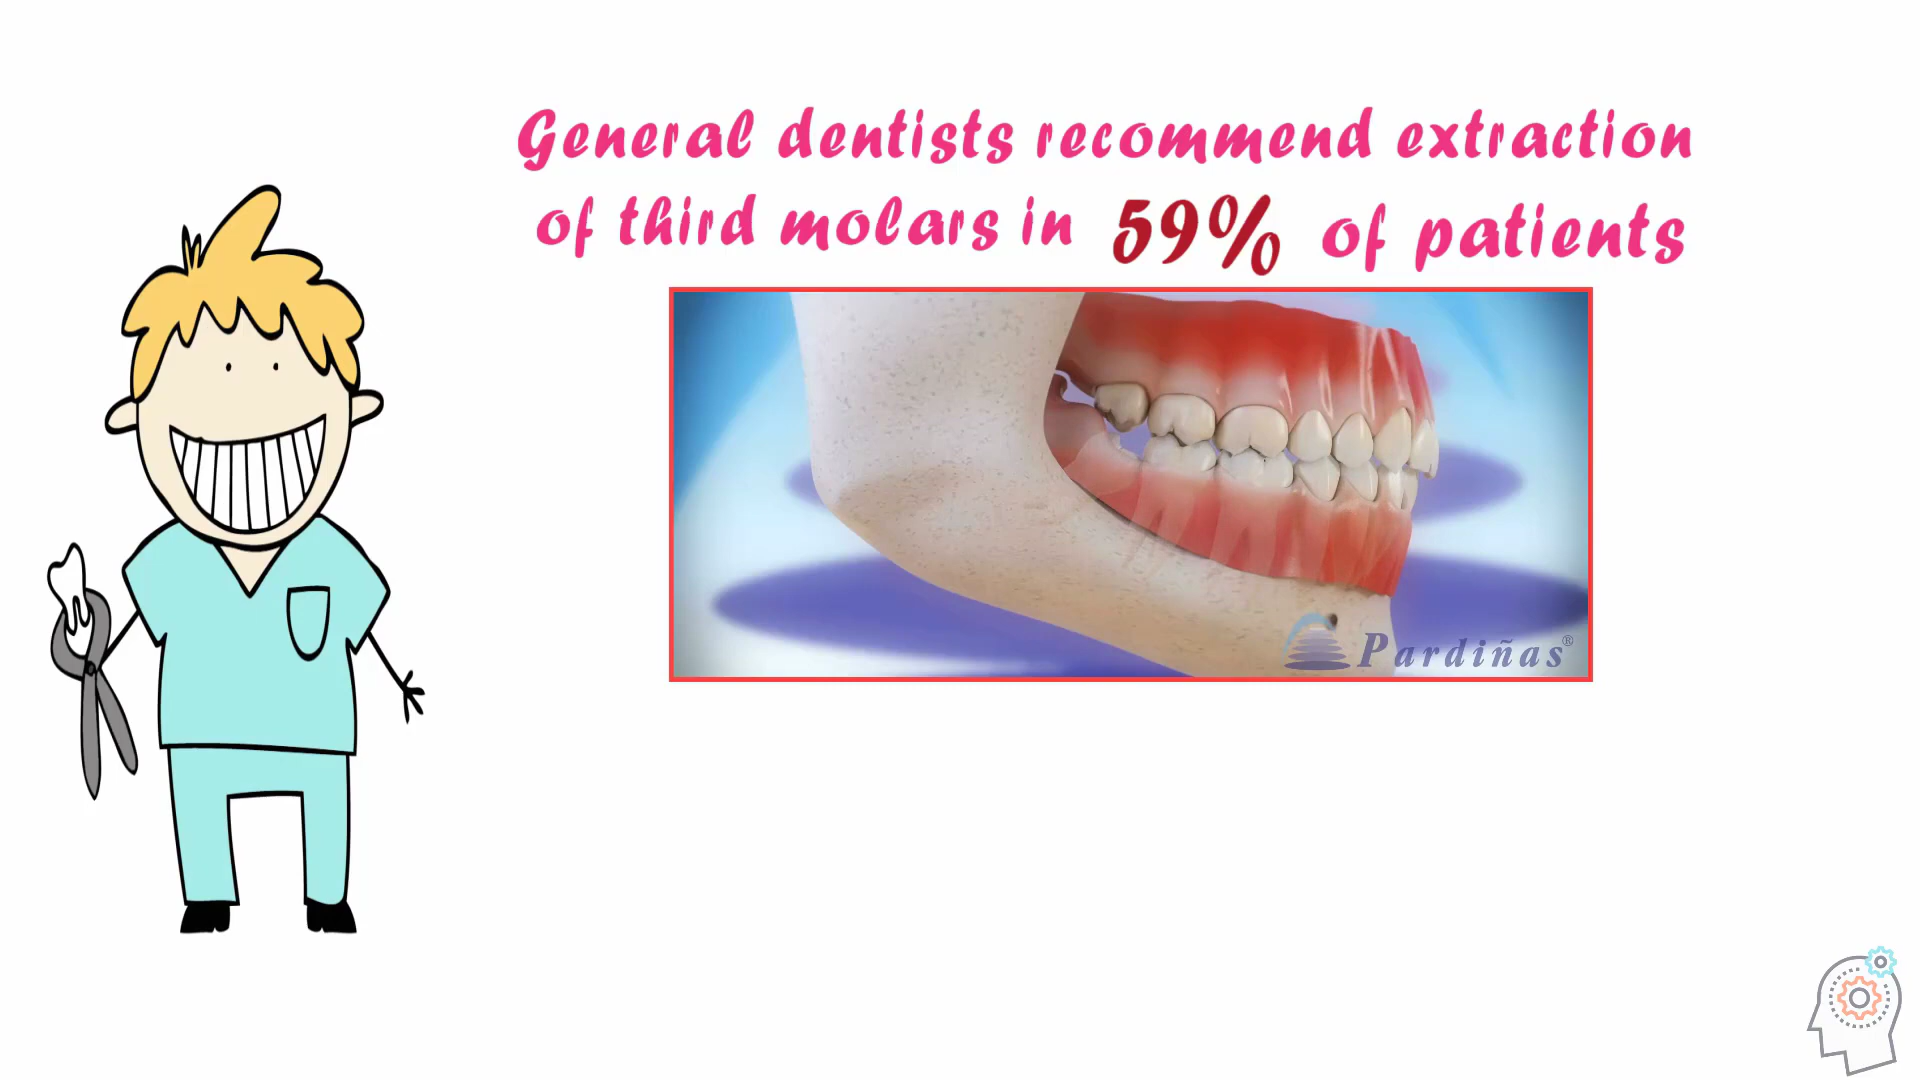 General dentists recommend extraction
of third molars in 59% of patients
Pardiñas®